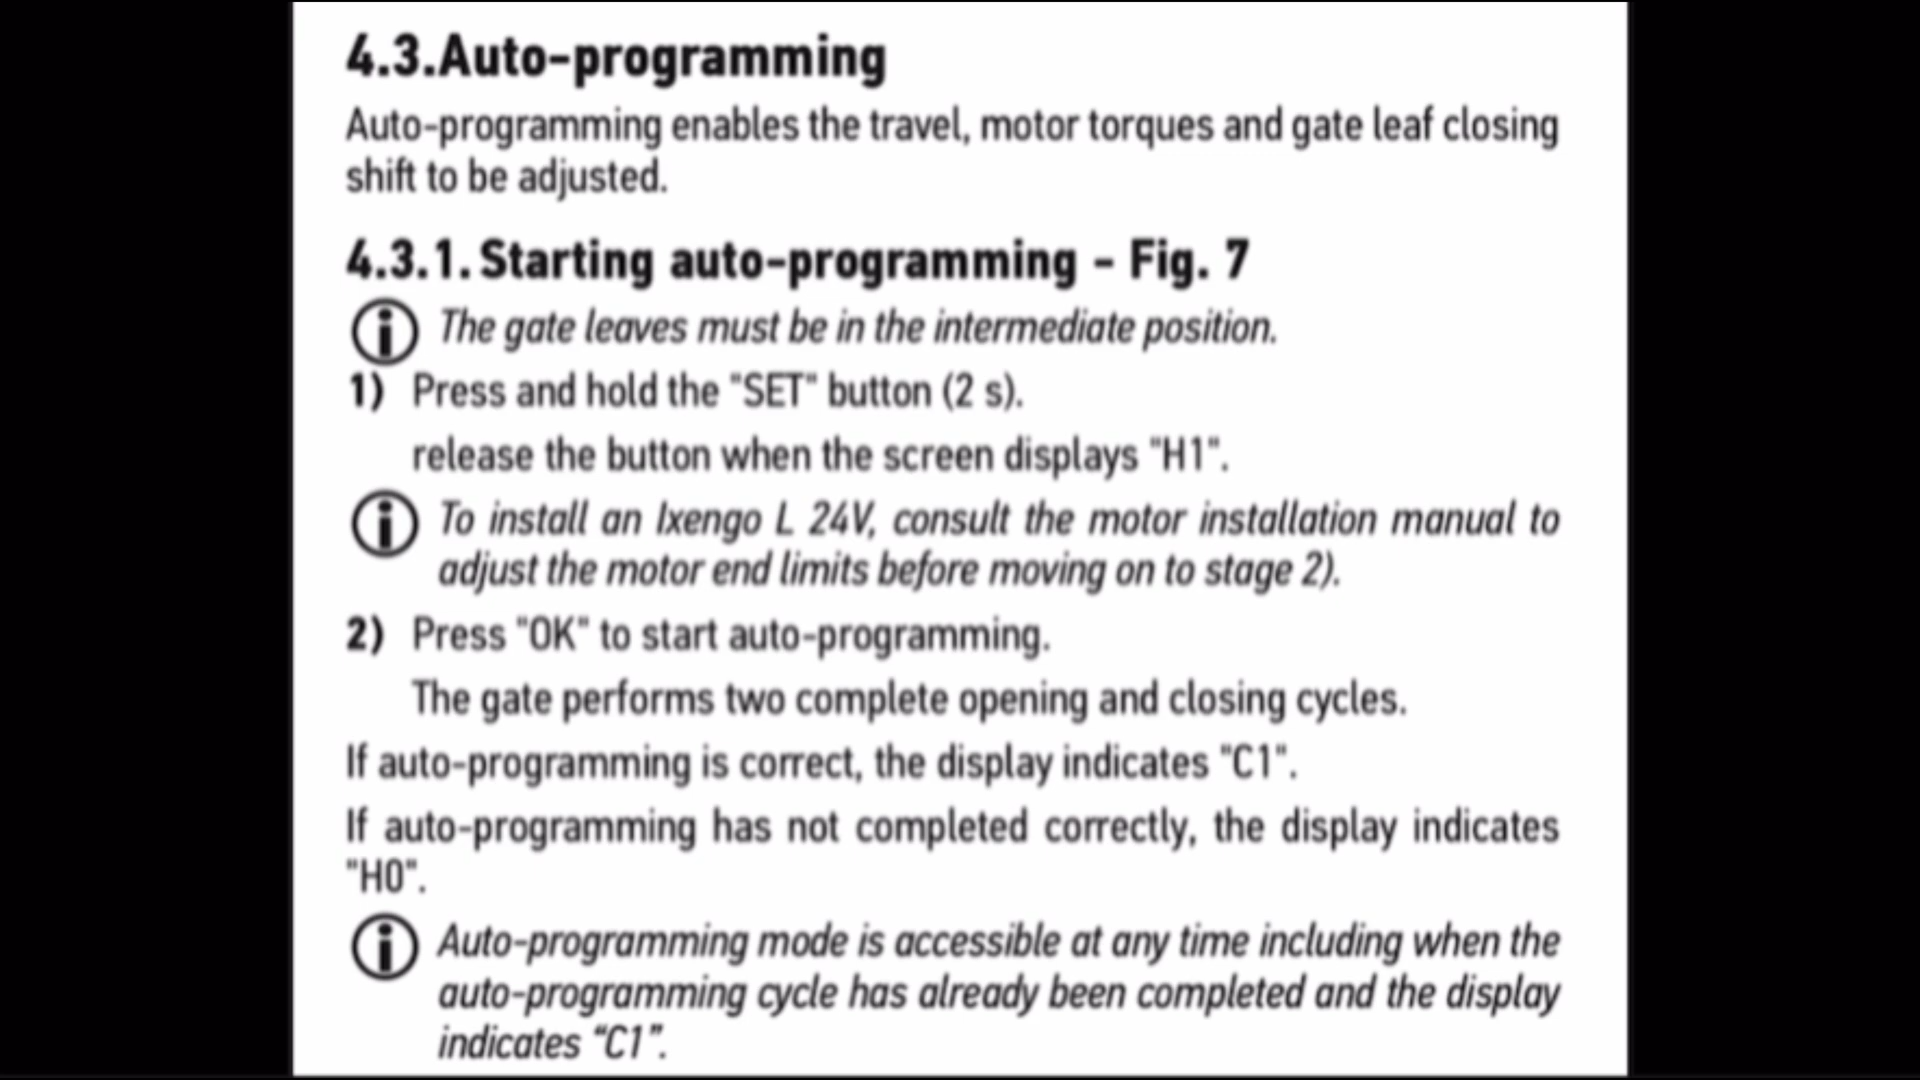 4.3.Auto-programming
Auto-programming enables the travel, motor torques and gate leaf closing
shift to be adjusted.
4.3.1. Starting auto-programming - Fig. 7
The gate leaves must be in the intermediate position.
1) Press and hold the "SET" button (2 s).
release the button when the screen displays "H1".
To install an Ixengo L 24V, consult the motor installation manual to
adjust the motor end limits before moving on to stage 2).
2) Press "OK" to start auto-programming.
The gate performs two complete opening and closing cycles.
If auto-programming is correct, the display indicates "C1".
If auto-programming has not completed correctly, the display indicates
"H0".
Auto-programming mode is accessible at any time including when the
auto-programming cycle has already been completed and the display
indicates “C1”.